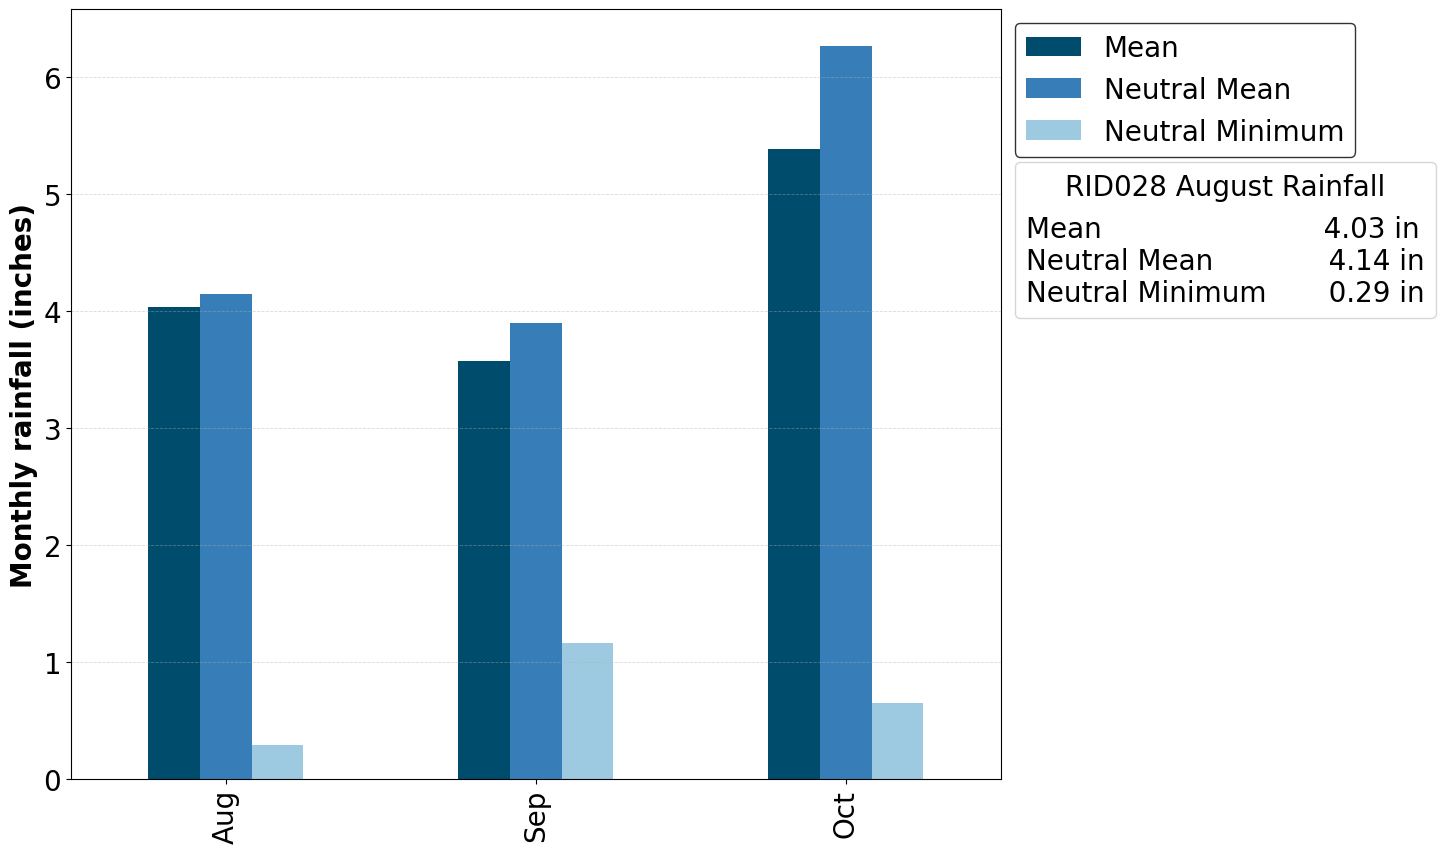 Monthly rainfall (inches)
6
5
4
3
2
1
0
Aug
Sep
Oct
Mean
Neutral Mean
Neutral Minimum
RID028 August Rainfall
Mean 4.03 in
Neutral Mean 4.14 in
Neutral Minimum 0.29 in